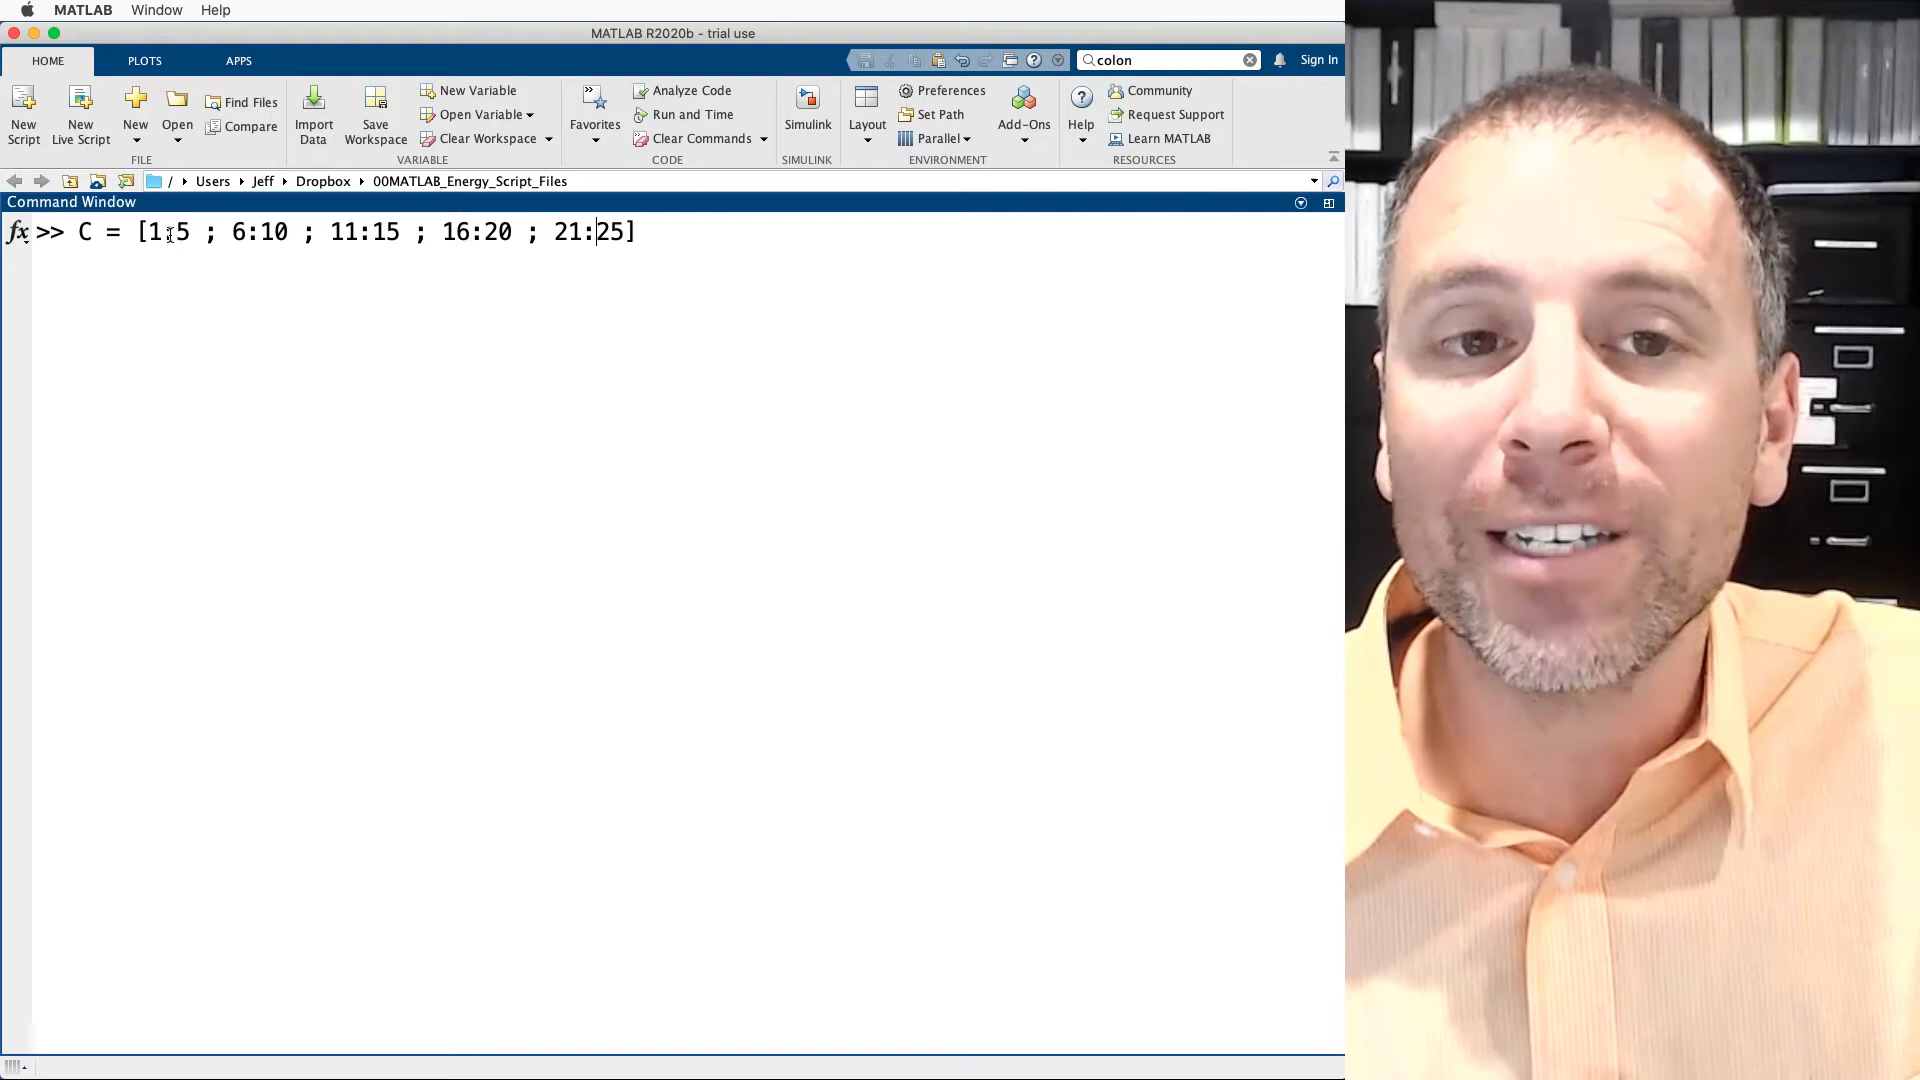 MATLAB Window Help
MATLAB R2020b - trial use
HOME PLOTS APPS colon Sign In
New Script
New Live Script
New
Open
Find Files
Compare
FILE
Import Data
Save Workspace
New Variable
Open Variable
Clear Workspace
VARIABLE
Favorites
Analyze Code
Run and Time
Clear Commands
CODE
Simulink
SIMULINK
Layout
Preferences
Set Path
Parallel
Add-Ons
ENVIRONMENT
Help
Community
Request Support
Learn MATLAB
RESOURCES
/ Users Jeff Dropbox 00MATLAB_Energy_Script_Files
Command Window
fx >> C = [1:5 ; 6:10 ; 11:15 ; 16:20 ; 21:25]